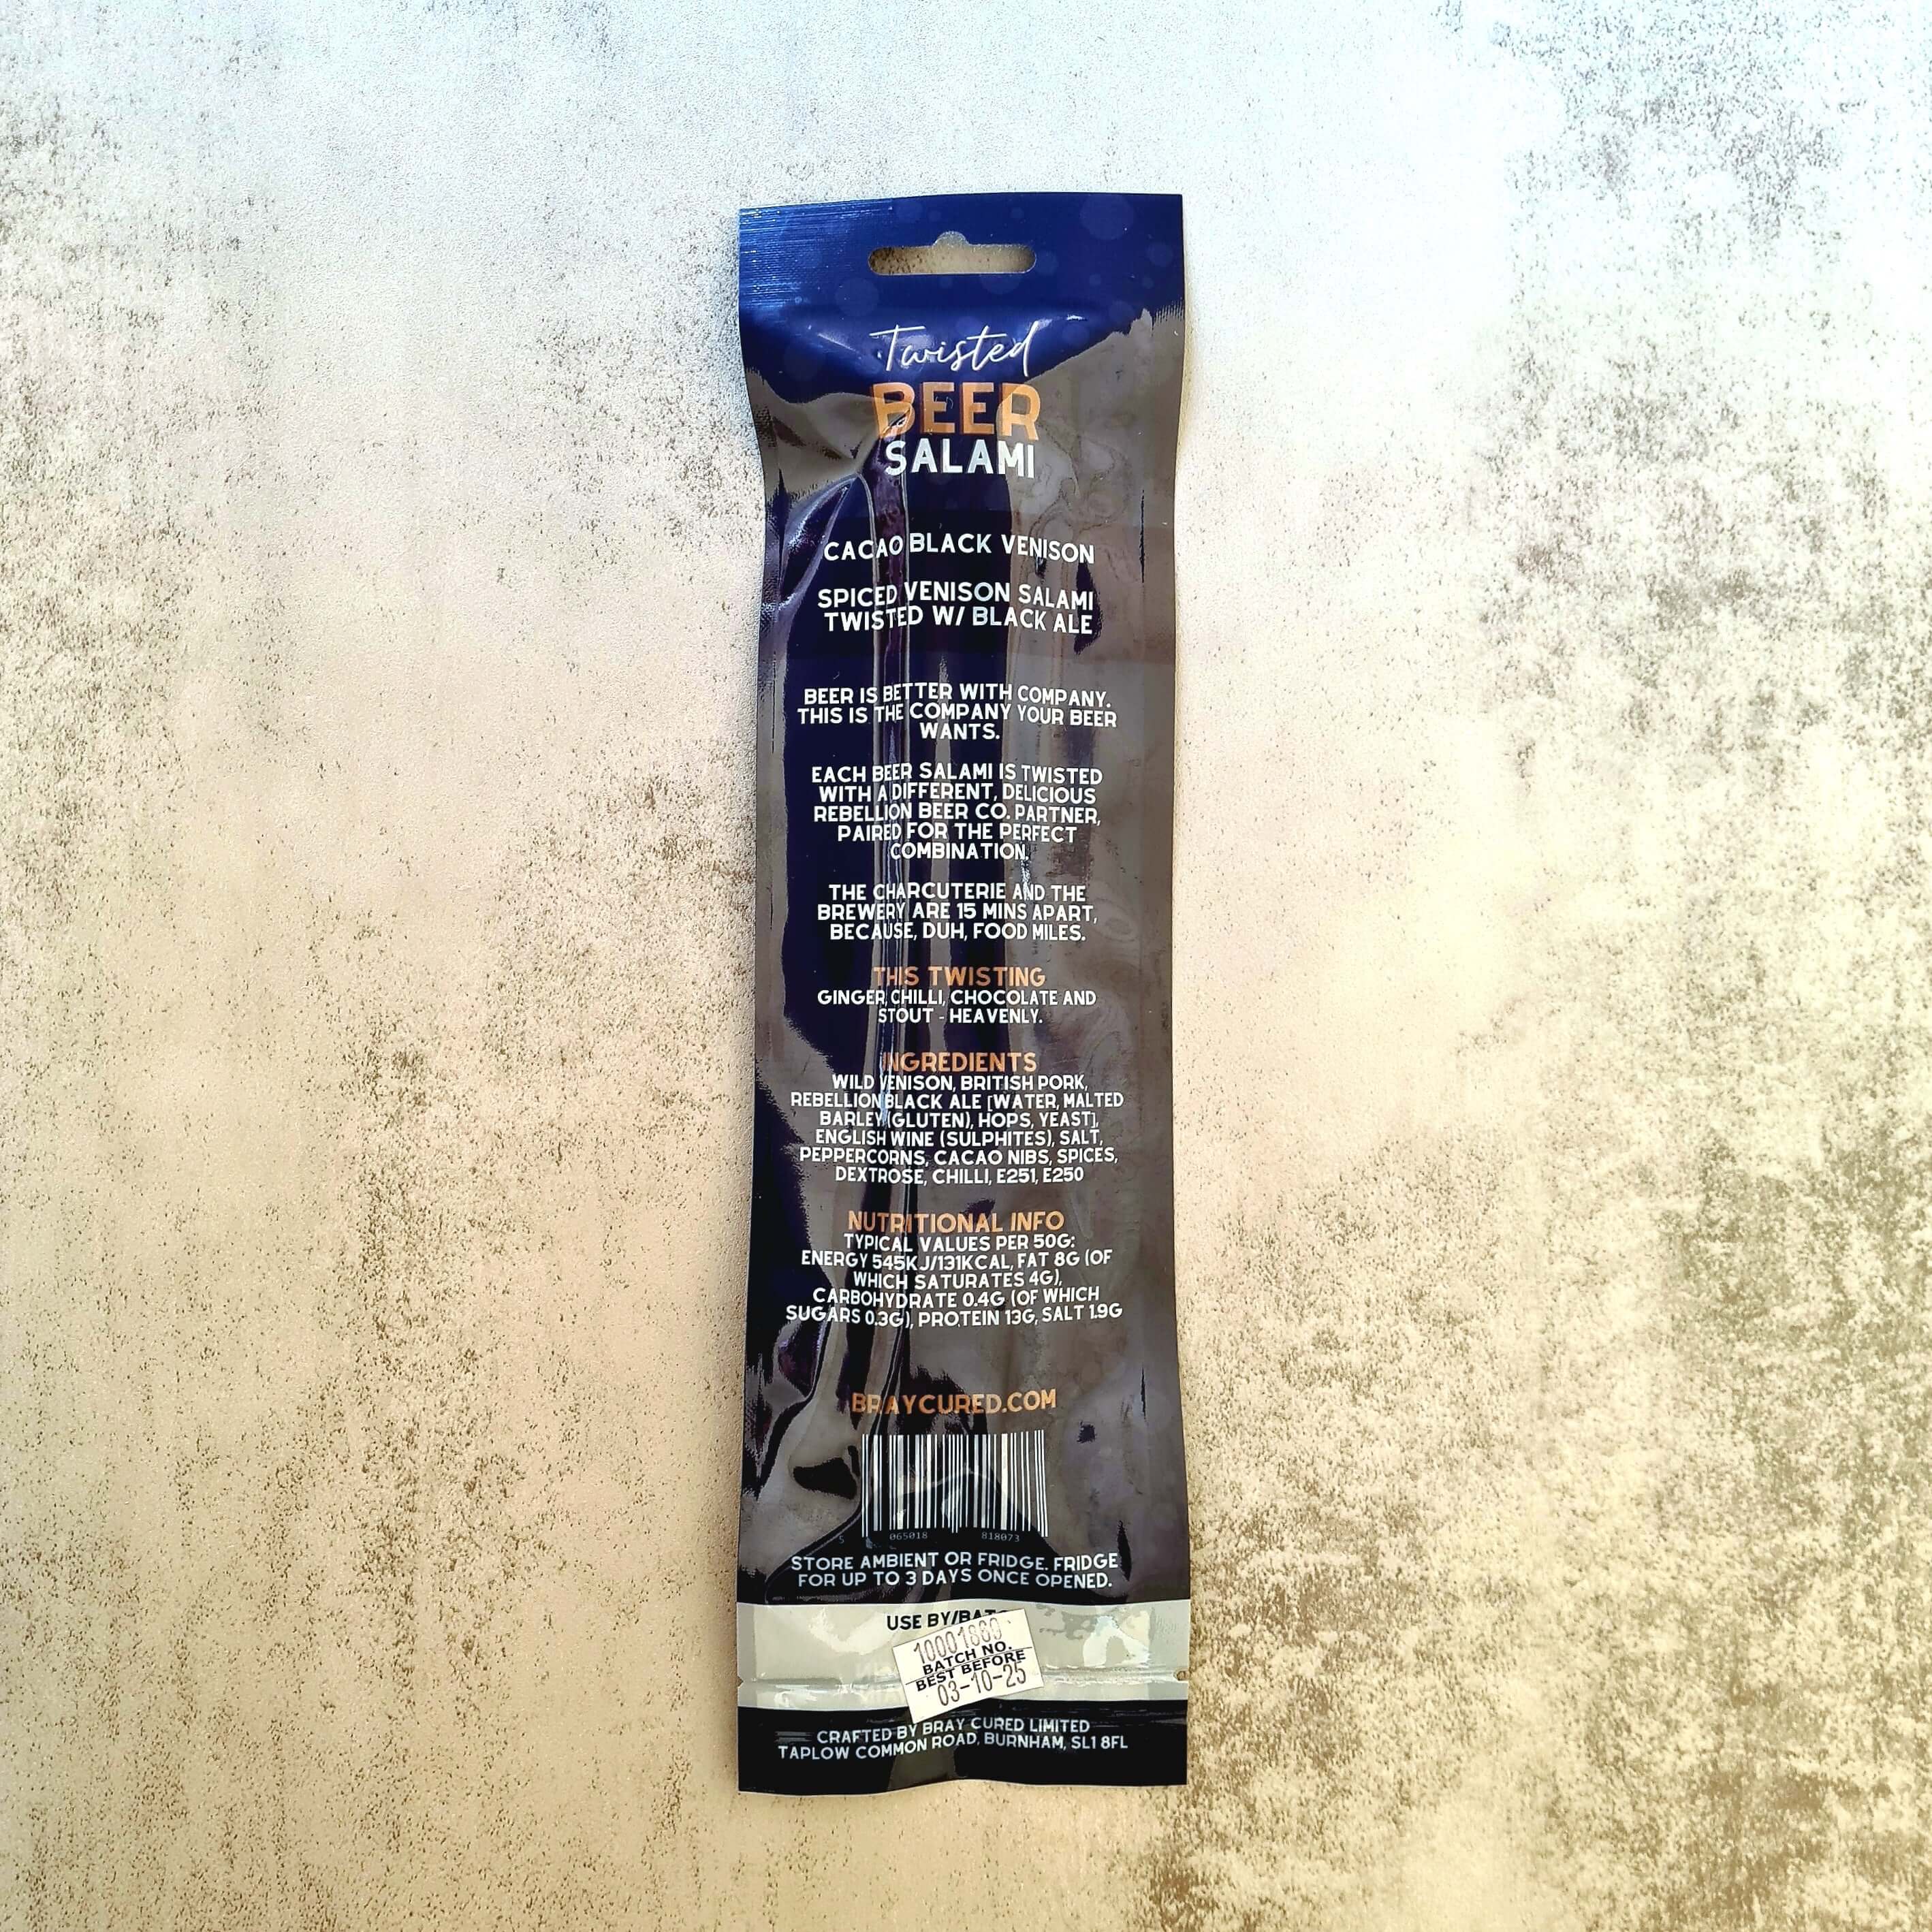 Twisted
BEER
SALAMI
CACAO BLACK VENISON
SPICED VENISON SALAMI
TWISTED W/ BLACK ALE
BEER IS BETTER WITH COMPANY.
THIS IS THE COMPANY YOUR BEER
WANTS.
EACH BEER SALAMI IS TWISTED
WITH A DIFFERENT, DELICIOUS
REBELLION BEER CO. PARTNER,
PAIRED FOR THE PERFECT
COMBINATION.
THE CHARCUTERIE AND THE
BREWERY ARE 15 MINS APART,
BECAUSE, DUH, FOOD MILES.
THIS TWISTING
GINGER, CHILLI, CHOCOLATE AND
STOUT - HEAVENLY.
INGREDIENTS
WILD VENISON, BRITISH PORK,
REBELLION BLACK ALE [WATER, MALTED
BARLEY (GLUTEN), HOPS, YEAST],
ENGLISH WINE (SULPHITES), SALT,
PEPPERCORNS, CACAO NIBS, SPICES,
DEXTROSE, CHILLI, E251, E250
NUTRITIONAL INFO
TYPICAL VALUES PER 50G:
ENERGY 545KJ/131KCAL, FAT 8G (OF
WHICH SATURATES 4G),
CARBOHYDRATE 0.4G (OF WHICH
SUGARS 0.3G), PROTEIN 13G, SALT 1.9G
BRAYCURED.COM
5 065018 818073
STORE AMBIENT OR FRIDGE. FRIDGE
FOR UP TO 3 DAYS ONCE OPENED.
USE BY/
BATCH NO.
BEST BEFORE
03-10-25
CRAFTED BY BRAY CURED LIMITED
TAPLOW COMMON ROAD, BURNHAM, SL1 8FL